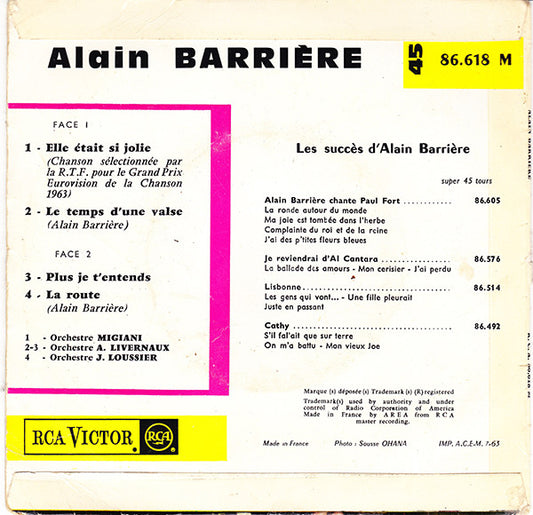 Alain BARRIÈRE
45
86.618 M
FACE 1
1 - Elle était si jolie
(Chanson sélectionnée par
la R.T.F. pour le Grand Prix
Eurovision de la Chanson
1963)
2 - Le temps d'une valse
(Alain Barrière)
FACE 2
3 - Plus je t'entends
4 - La route
(Alain Barrière)
1 - Orchestre MIGIANI
2-3 - Orchestre A. LIVERNAUX
4 - Orchestre J. LOUSSIER
Les succès d'Alain Barrière
super 45 tours
Alain Barrière chante Paul Fort ............ 86.605
La ronde autour du monde
Ma joie est tombée dans l'herbe
Complainte du roi et de la reine
J'ai des p'tites fleurs bleues
Je reviendrai d'Al Cantara ............ 86.576
La ballade des amours - Mon cerisier - J'ai perdu
Lisbonne ............ 86.514
Les gens qui vont... - Une fille pleurait
Juste en passant
Cathy ............ 86.492
S'il fal'ait que sur terre
On m'a battu - Mon vieux Joe
Marque (s) déposée (s) Trademark (s) (R) registered
Trademark(s) used by authority and under
control of Radio Corporation of America
Made in France by AREA from RCA
master recording.
RCA VICTOR
RCA
Made in France
Photo : Sousse OHANA
IMP. A.C.E.M. 7-63
ALAIN BARRIÈRE